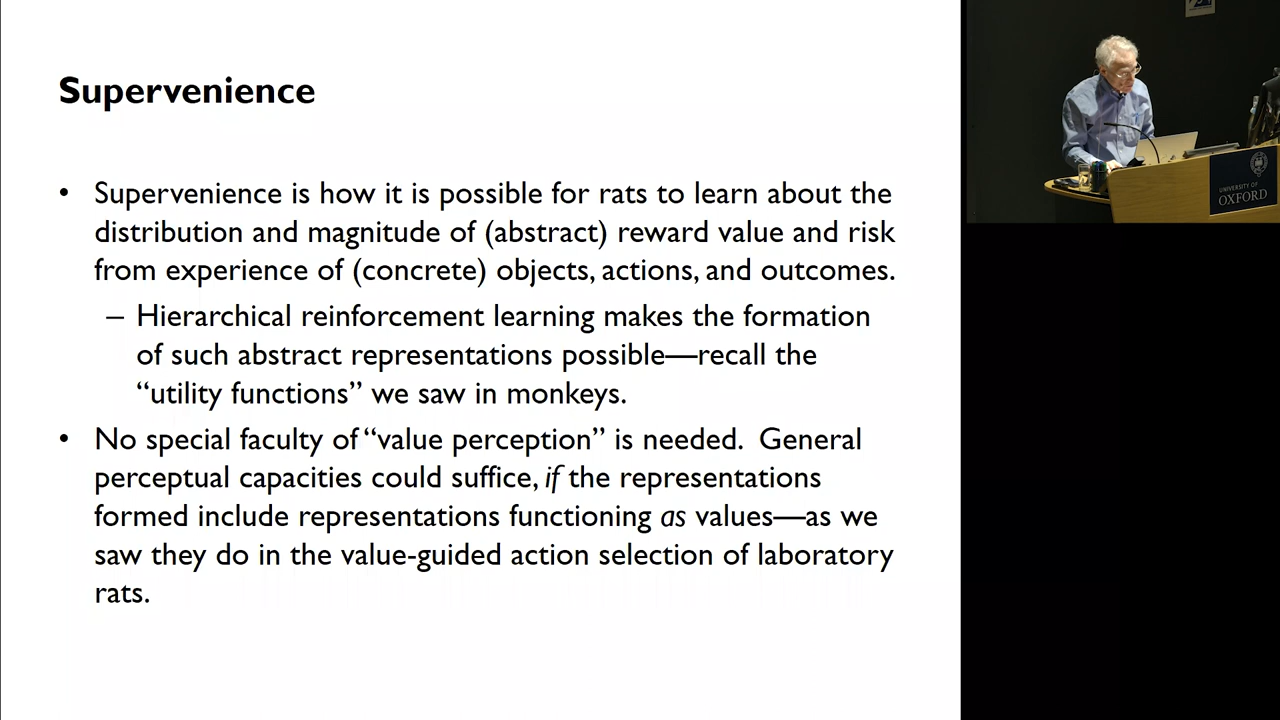 Supervenience
• Supervenience is how it is possible for rats to learn about the
distribution and magnitude of (abstract) reward value and risk
from experience of (concrete) objects, actions, and outcomes.
– Hierarchical reinforcement learning makes the formation
of such abstract representations possible—recall the
“utility functions” we saw in monkeys.
• No special faculty of “value perception” is needed. General
perceptual capacities could suffice, if the representations
formed include representations functioning as values—as we
saw they do in the value-guided action selection of laboratory
rats.
UNIVERSITY OF
OXFORD